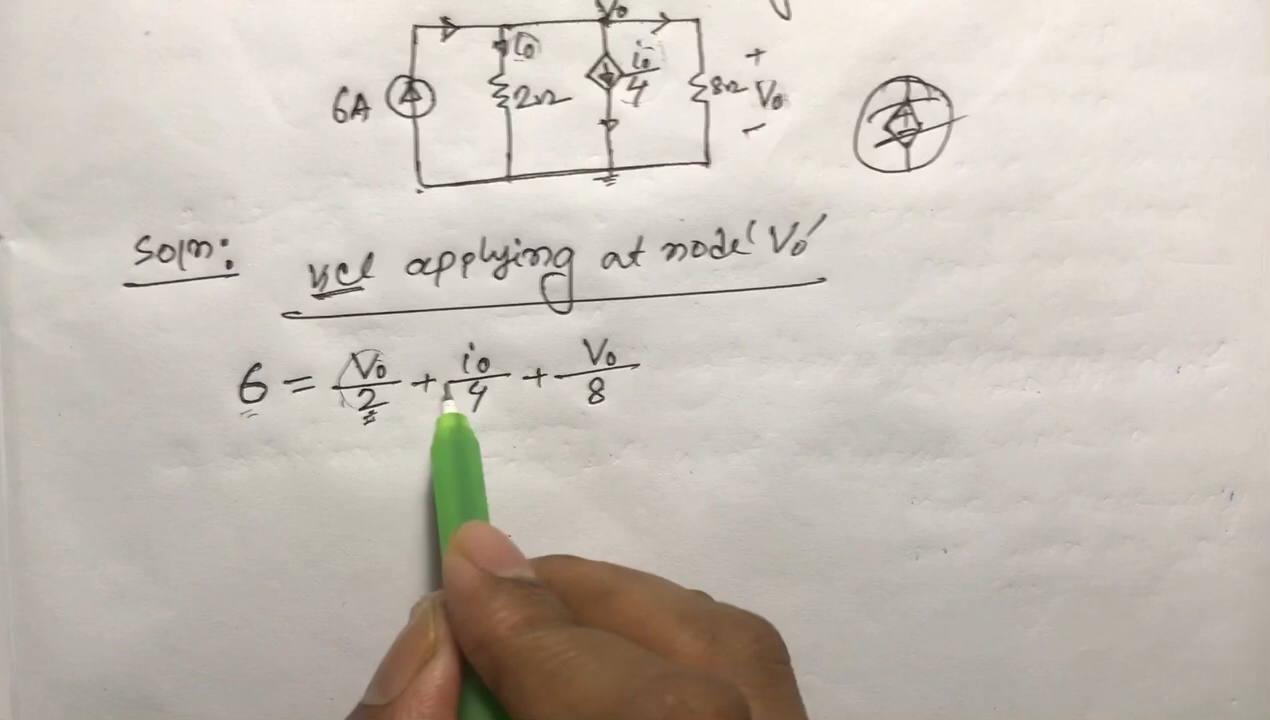 V₀
i₀
i₀/4
6A
2Ω
8Ω
+
V₀
-
Soln:
KCL applying at node 'V₀'
6 = V₀/2 + i₀/4 + V₀/8